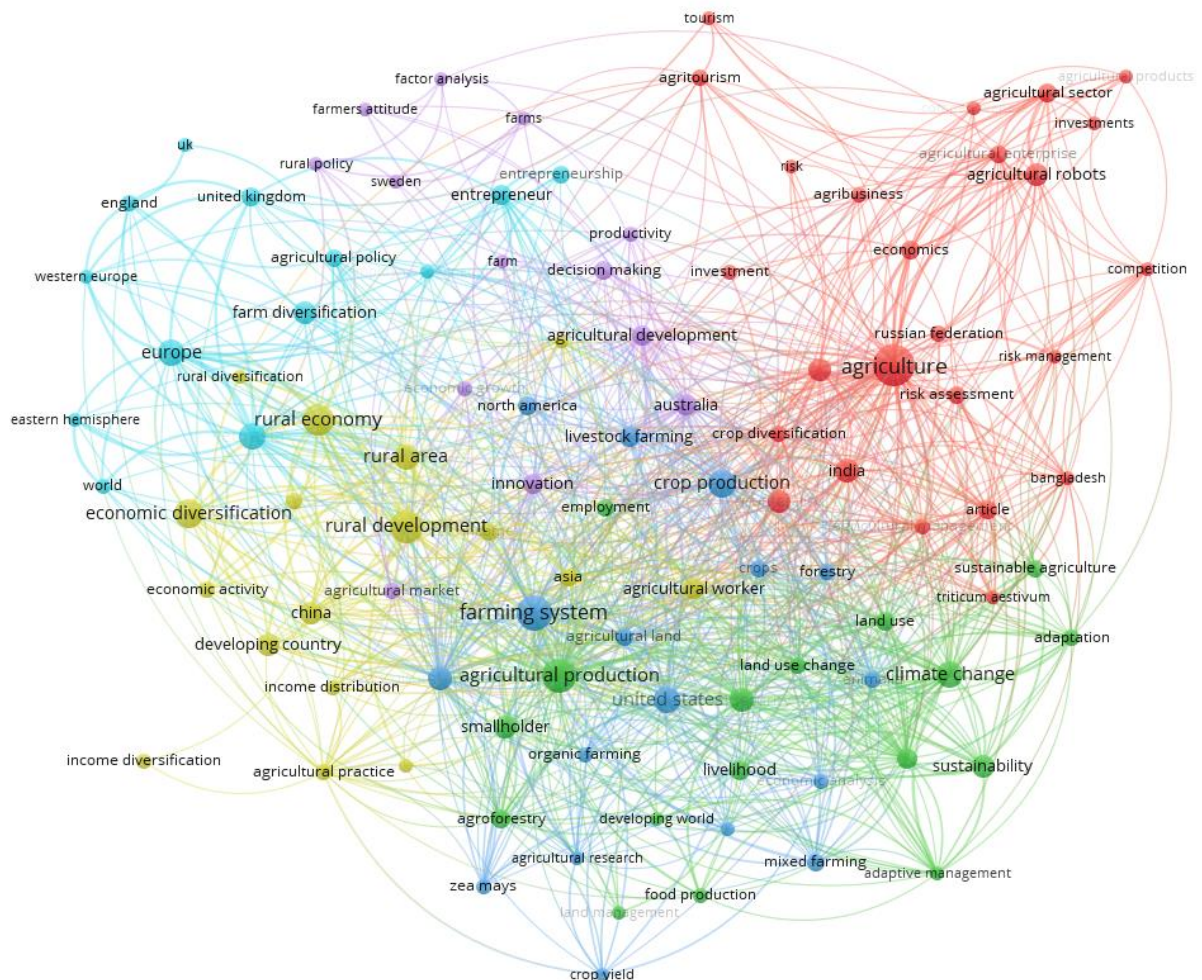 tourism
agritourism
factor analysis
agricultural products
agricultural sector
farmers attitude
farms
investments
uk
rural policy
sweden
entrepreneurship
risk
agricultural enterprise
agricultural robots
england
united kingdom
entrepreneur
agribusiness
productivity
western europe
agricultural policy
farm
decision making
investment
economics
competition
farm diversification
agricultural development
russian federation
europe
agriculture
risk management
rural diversification
economic growth
risk assessment
north america
australia
eastern hemisphere
rural economy
livestock farming
crop diversification
rural area
india
world
innovation
crop production
bangladesh
economic diversification
rural development
employment
article
economic activity
agricultural market
asia
agricultural worker
crops
forestry
sustainable agriculture
triticum aestivum
china
farming system
land use
developing country
agricultural land
adaptation
income distribution
agricultural production
land use change
climate change
united states
smallholder
income diversification
agricultural practice
organic farming
livelihood
economic analysis
sustainability
agroforestry
developing world
agricultural research
mixed farming
adaptive management
zea mays
food production
land management
crop yield